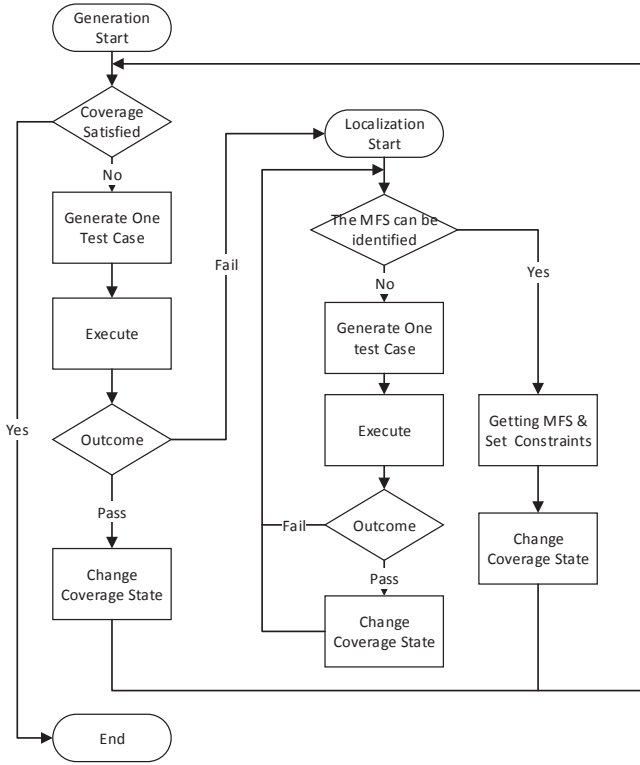 Generation
Start
Coverage
Satisfied
No
Generate One
Test Case
Execute
Outcome
Yes
Pass
Change
Coverage State
End
Fail
Localization
Start
The MFS can be
identified
No
Generate One
test Case
Execute
Outcome
Fail
Pass
Change
Coverage State
Yes
Getting MFS &
Set Constraints
Change
Coverage State